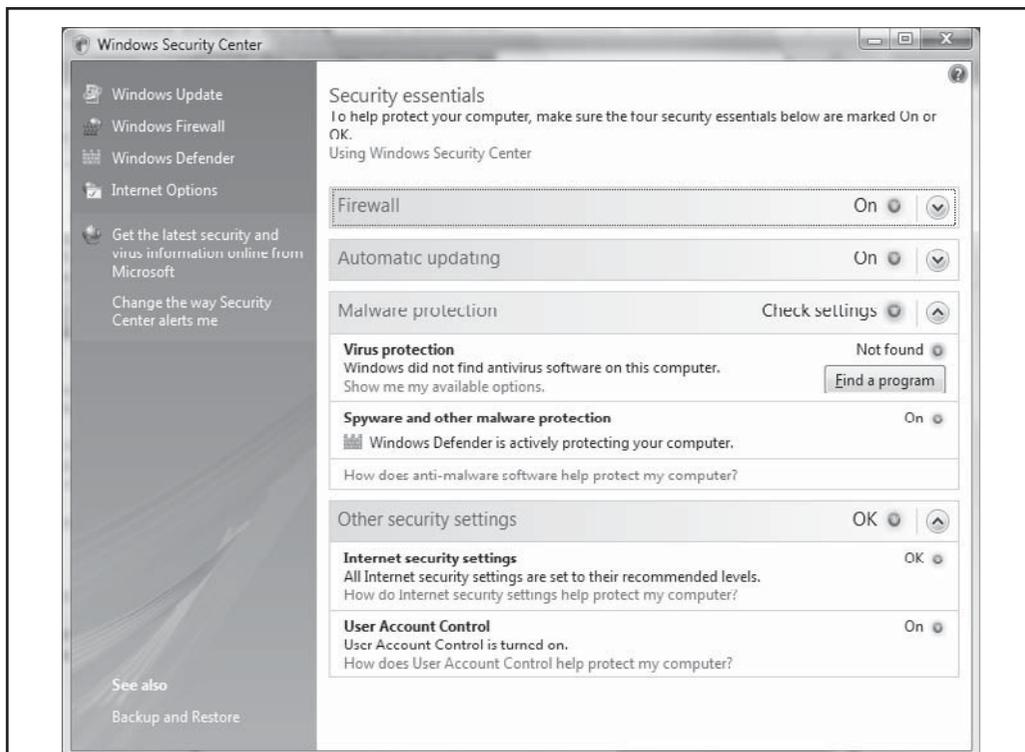 Windows Security Center
Windows Update
Windows Firewall
Windows Defender
Internet Options
Get the latest security and
virus information online from
Microsoft
Change the way Security
Center alerts me
See also
Backup and Restore
Security essentials
To help protect your computer, make sure the four security essentials below are marked On or
OK.
Using Windows Security Center
Firewall On
Automatic updating On
Malware protection Check settings
Virus protection Not found
Windows did not find antivirus software on this computer.
Show me my available options.
Find a program
Spyware and other malware protection On
Windows Defender is actively protecting your computer.
How does anti-malware software help protect my computer?
Other security settings OK
Internet security settings OK
All Internet security settings are set to their recommended levels.
How do Internet security settings help protect my computer?
User Account Control On
User Account Control is turned on.
How does User Account Control help protect my computer?